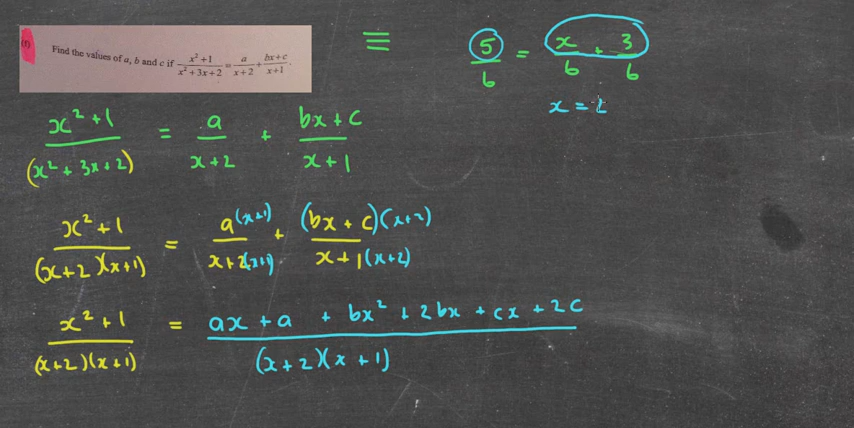 (f) Find the values of a, b and c if x² + 1 / x² + 3x + 2 = a / x + 2 + bx + c / x + 1.
≡
5/6 = x/6 + 3/6
x = 2
x² + 1 / (x² + 3x + 2) = a / x + 2 + bx + c / x + 1
x² + 1 / (x + 2)(x + 1) = a(x+1) / x + 2(x+1) + (bx + c)(x+2) / x + 1(x+2)
x² + 1 / (x + 2)(x + 1) = ax + a + bx² + 2bx + cx + 2c / (x + 2)(x + 1)